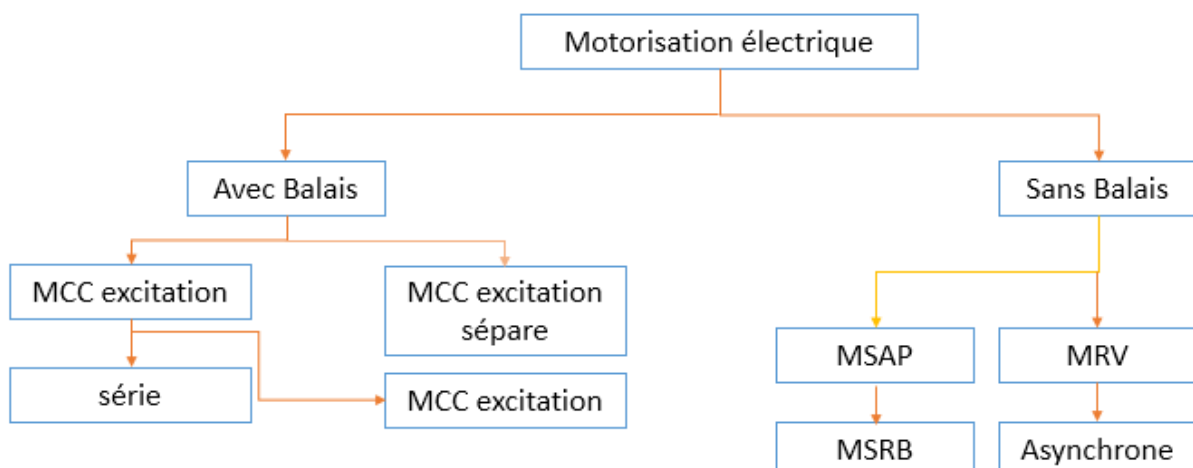 Motorisation électrique
Avec Balais
Sans Balais
MCC excitation
MCC excitation
sépare
MSAP
MRV
série
MCC excitation
MSRB
Asynchrone